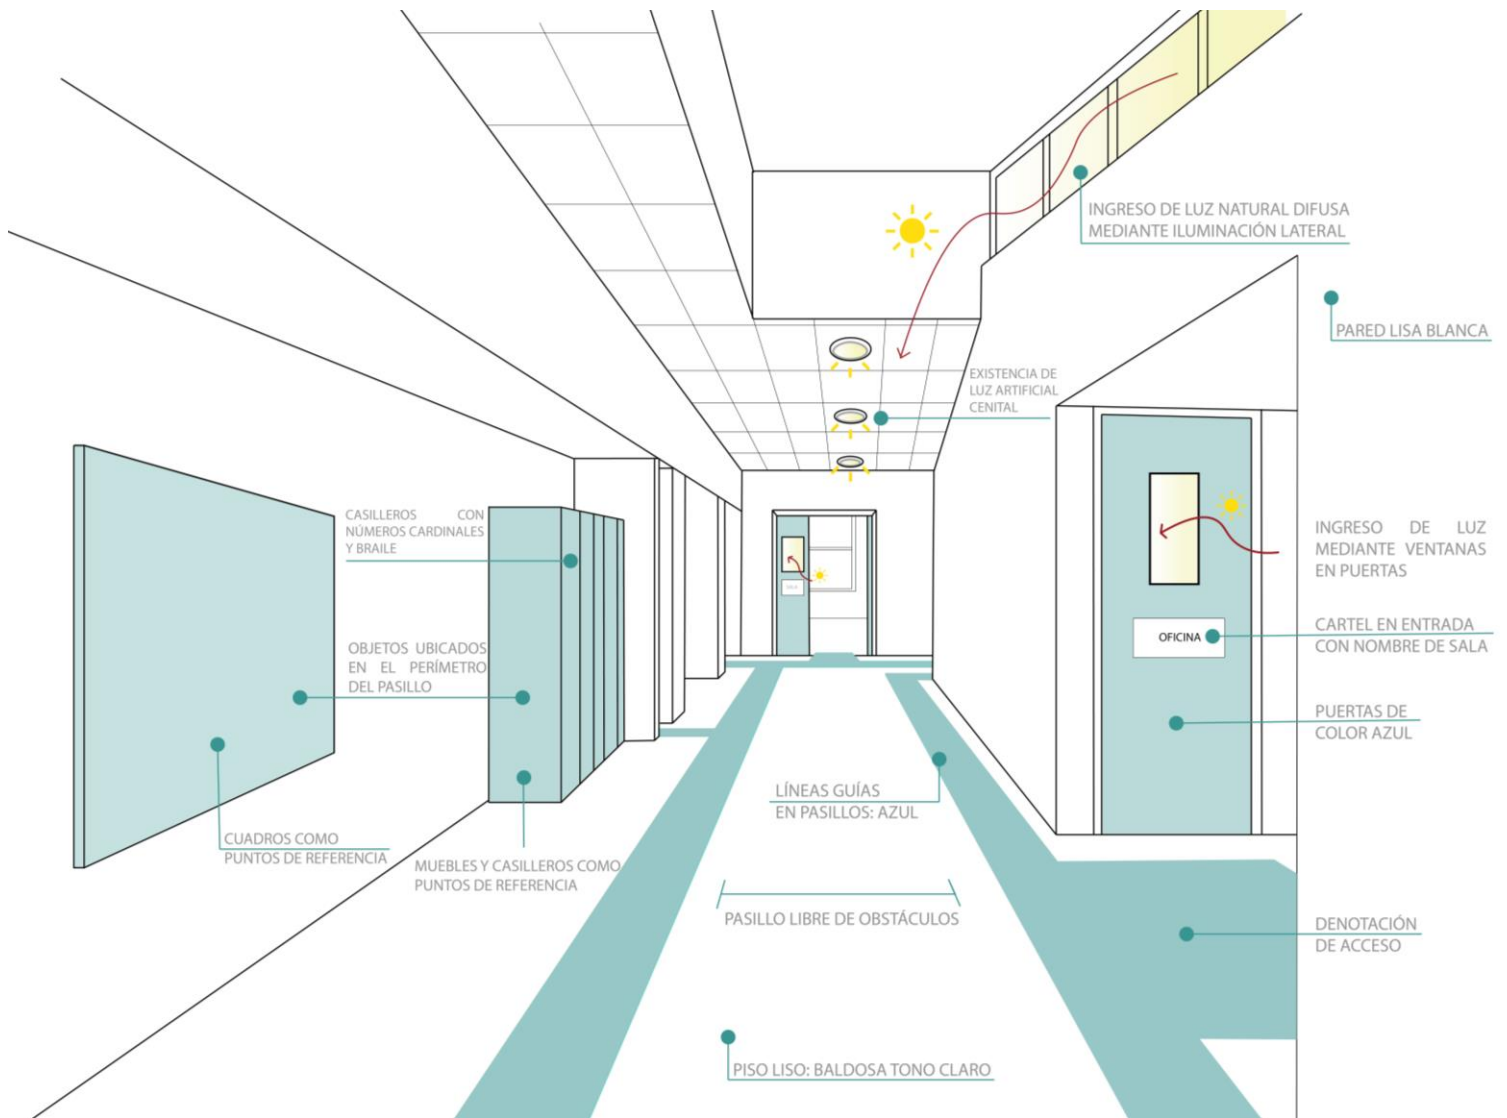 INGRESO DE LUZ NATURAL DIFUSA
MEDIANTE ILUMINACIÓN LATERAL
PARED LISA BLANCA
EXISTENCIA DE
LUZ ARTIFICIAL
CENITAL
CASILLEROS CON
NÚMEROS CARDINALES
Y BRAILE
INGRESO DE LUZ
MEDIANTE VENTANAS
EN PUERTAS
SALA
OFICINA
CARTEL EN ENTRADA
CON NOMBRE DE SALA
OBJETOS UBICADOS
EN EL PERÍMETRO
DEL PASILLO
PUERTAS DE
COLOR AZUL
LÍNEAS GUÍAS
EN PASILLOS: AZUL
CUADROS COMO
PUNTOS DE REFERENCIA
MUEBLES Y CASILLEROS COMO
PUNTOS DE REFERENCIA
PASILLO LIBRE DE OBSTÁCULOS
DENOTACIÓN
DE ACCESO
PISO LISO: BALDOSA TONO CLARO